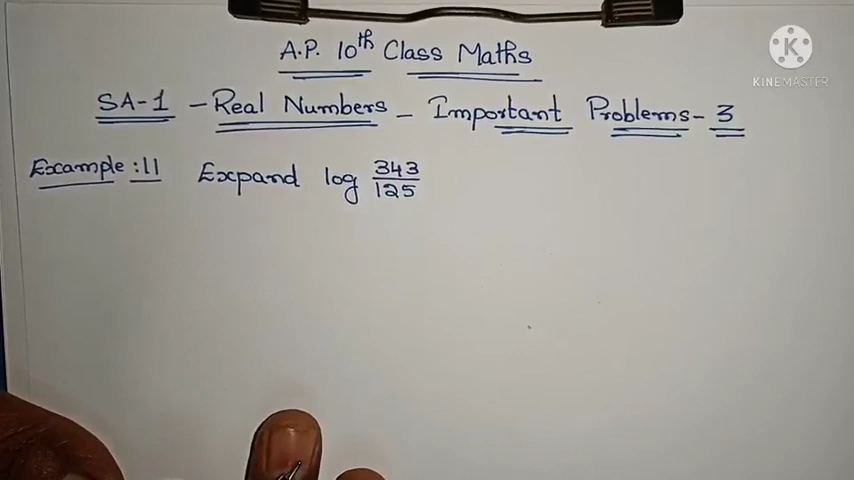 A.P. 10th Class Maths
SA-1 - Real Numbers - Important Problems - 3
Example : 11 Expand log 343/125
KINEMASTER